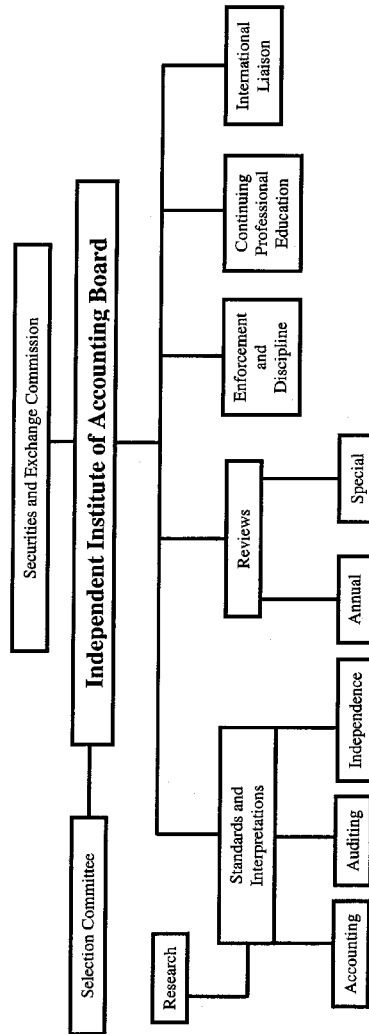 Securities and Exchange Commission
Selection Committee
Independent Institute of Accounting Board
Research
Standards and
Interpretations
Reviews
Enforcement
and
Discipline
Continuing
Professional
Education
International
Liaison
Accounting
Auditing
Independence
Annual
Special